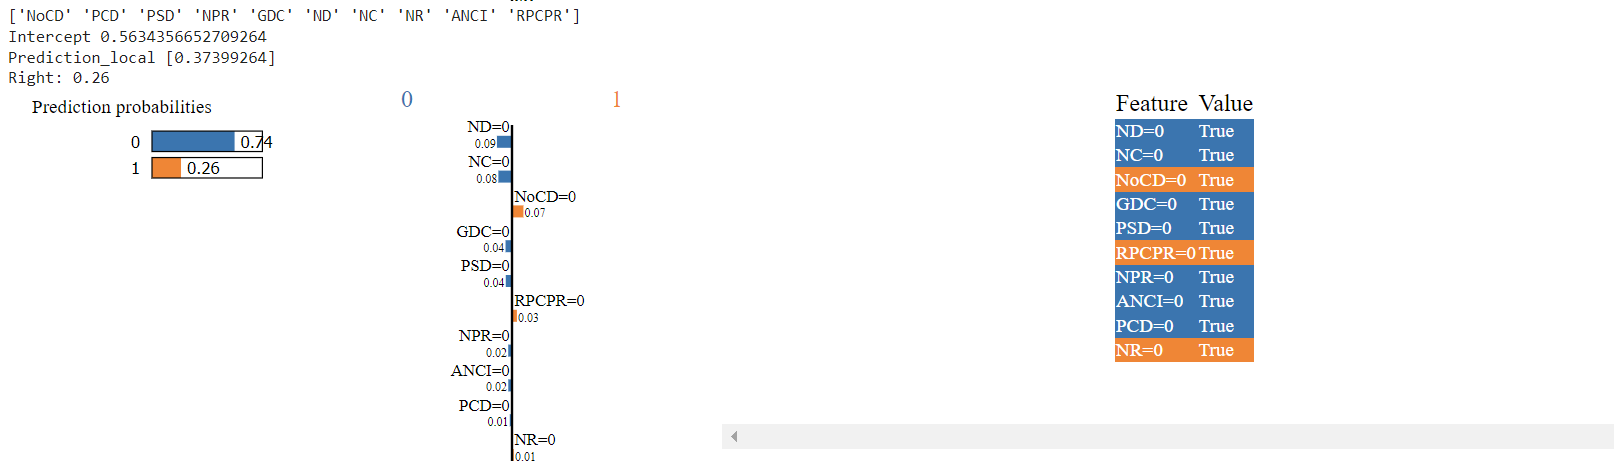 ['NoCD' 'PCD' 'PSD' 'NPR' 'GDC' 'ND' 'NC' 'NR' 'ANCI' 'RPCPR']
Intercept 0.5634356652709264
Prediction_local [0.37399264]
Right: 0.26
Prediction probabilities
0 0.74
1 0.26
0 1
ND=0
0.09
NC=0
0.08
NoCD=0
0.07
GDC=0
0.04
PSD=0
0.04
RPCPR=0
0.03
NPR=0
0.02
ANCI=0
0.02
PCD=0
0.01
NR=0
0.01
Feature Value
ND=0 True
NC=0 True
NoCD=0 True
GDC=0 True
PSD=0 True
RPCPR=0 True
NPR=0 True
ANCI=0 True
PCD=0 True
NR=0 True